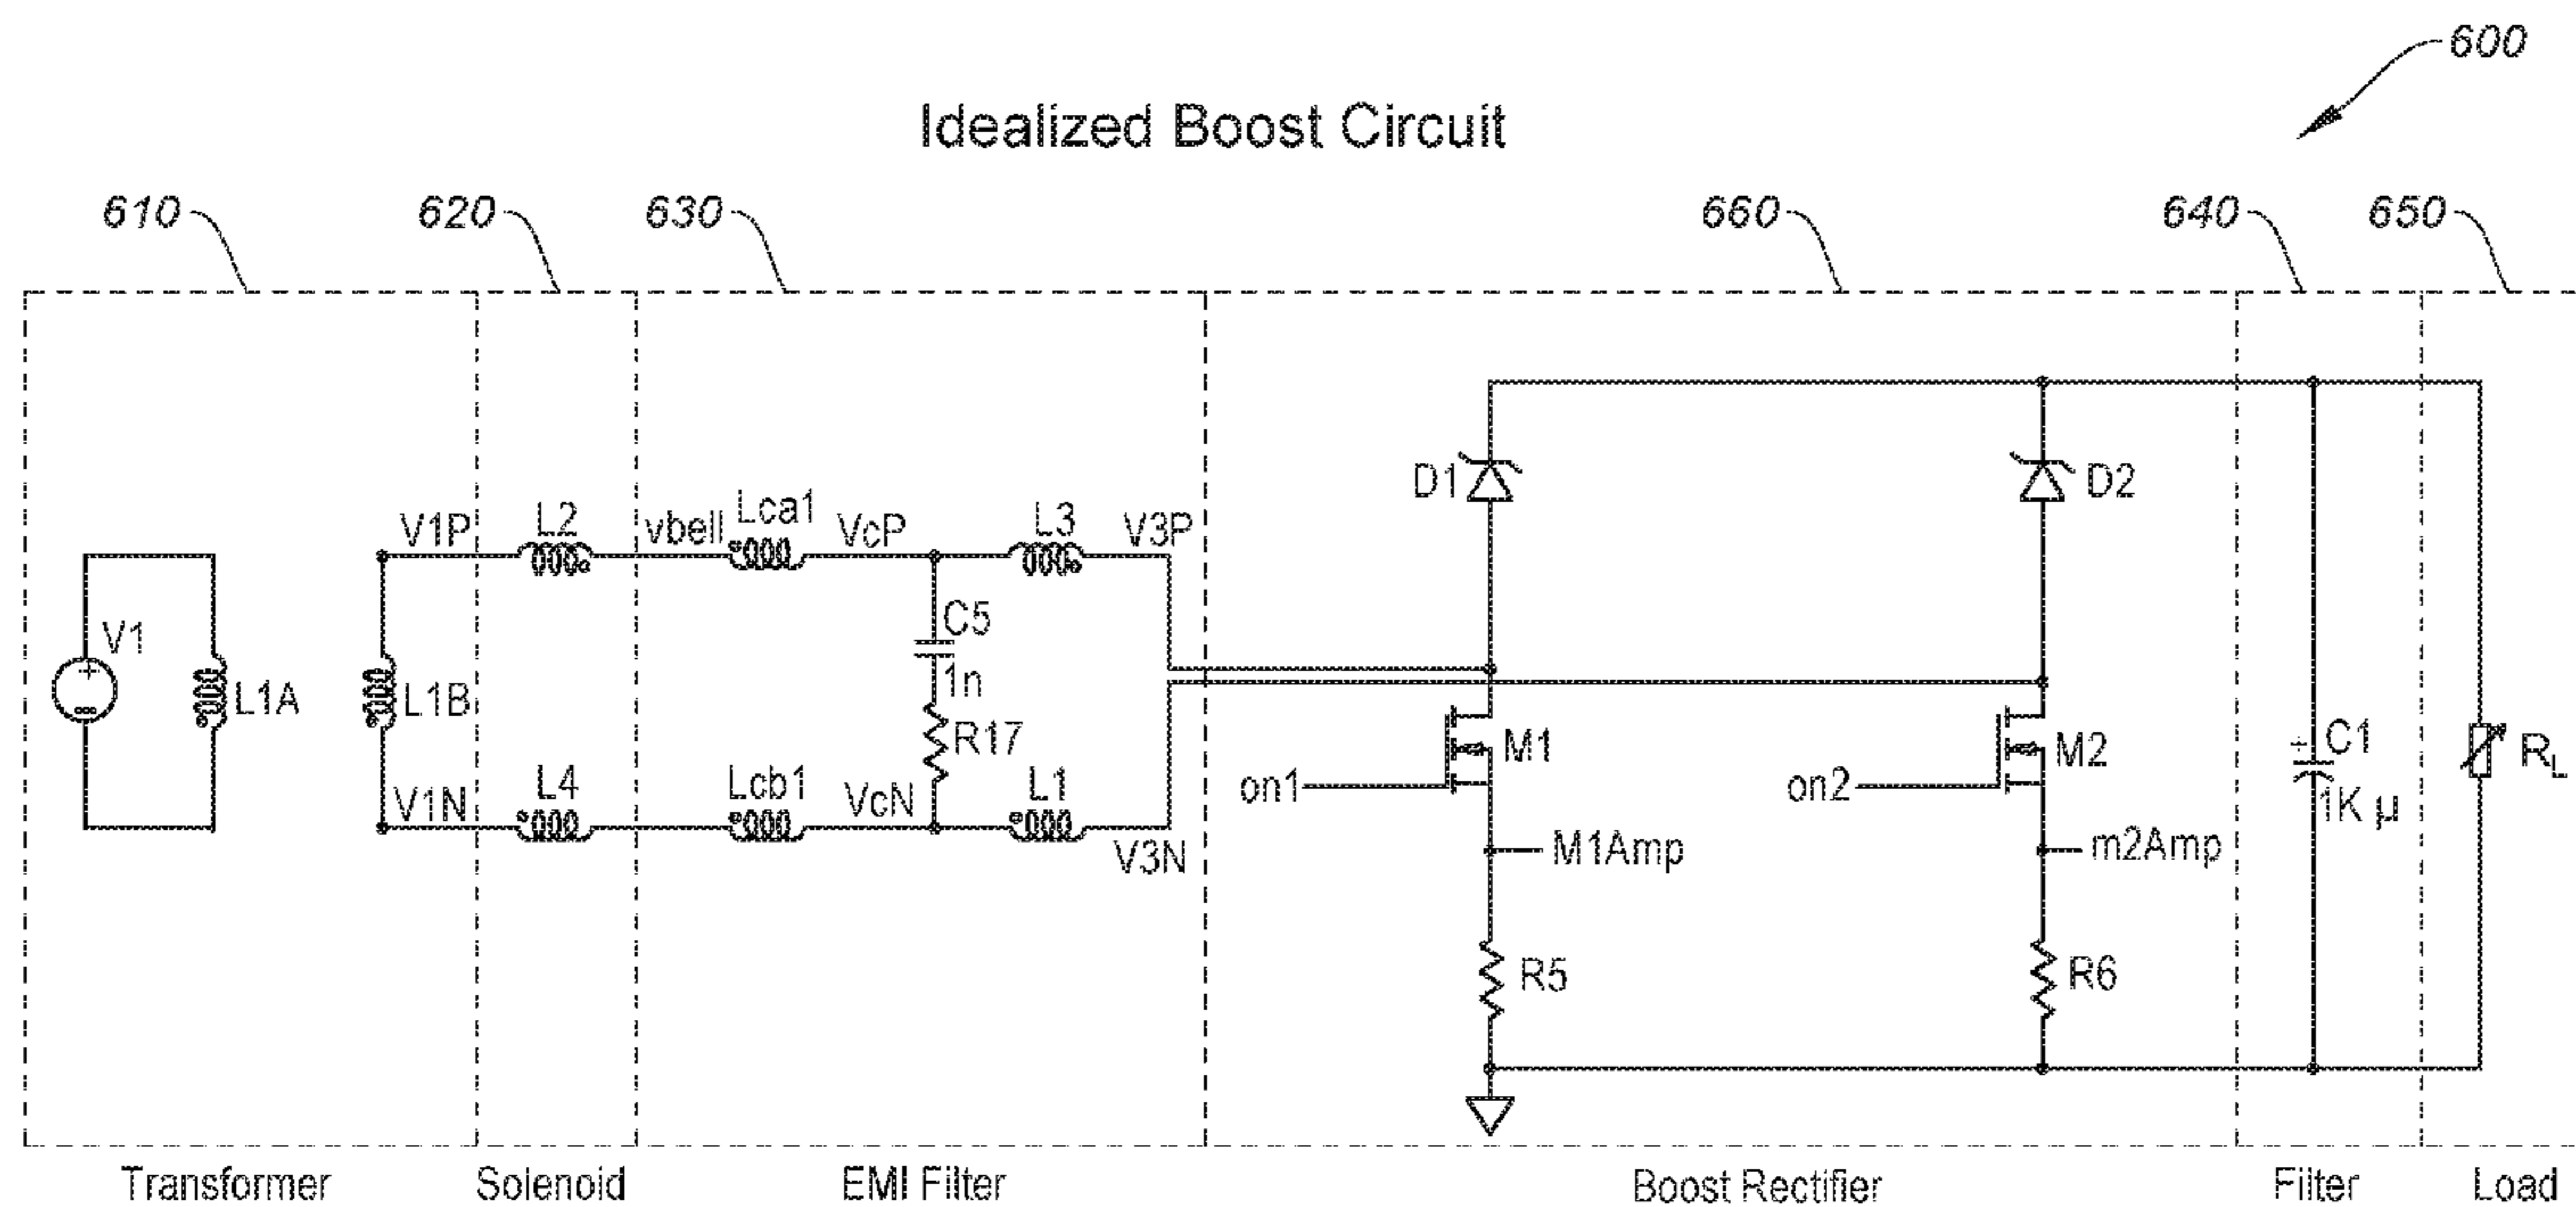 600
Idealized Boost Circuit
610
620
630
660
640
650
V1
L1A
L1B
V1P
V1N
L2
L4
vbell
Lca1
Lcb1
VcP
VcN
C5
1n
R17
L3
L1
V3P
V3N
D1
D2
on1
M1
on2
M2
M1Amp
m2Amp
R5
R6
+
C1
1K µ
RL
Transformer
Solenoid
EMI Filter
Boost Rectifier
Filter
Load